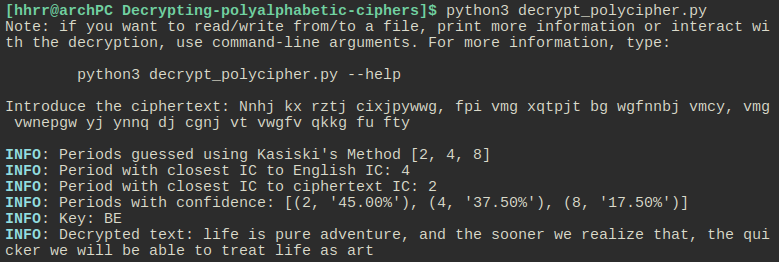 [hhrr@archPC Decrypting-polyalphabetic-ciphers]$ python3 decrypt_polycipher.py
Note: if you want to read/write from/to a file, print more information or interact wi
th the decryption, use command-line arguments. For more information, type:
python3 decrypt_polycipher.py --help
Introduce the ciphertext: Nnhj kx rztj cixjpywwg, fpi vmg xqtpjt bg wgfnnbj vmcy, vmg
vwnepgw yj ynnq dj cgnj vt vwgfv qkkg fu fty
INFO: Periods guessed using Kasiski's Method [2, 4, 8]
INFO: Period with closest IC to English IC: 4
INFO: Period with closest IC to ciphertext IC: 2
INFO: Periods with confidence: [(2, '45.00%'), (4, '37.50%'), (8, '17.50%')]
INFO: Key: BE
INFO: Decrypted text: life is pure adventure, and the sooner we realize that, the qui
cker we will be able to treat life as art